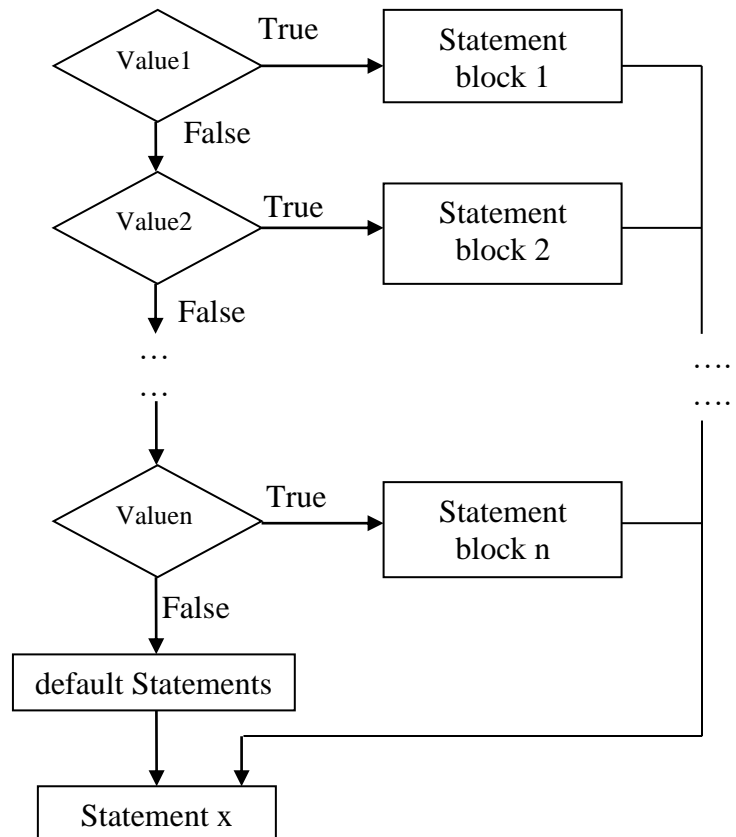 True
Value1
Statement
block 1
False
True
Value2
Statement
block 2
False
…
….
…
….
True
Valuen
Statement
block n
False
default Statements
Statement x